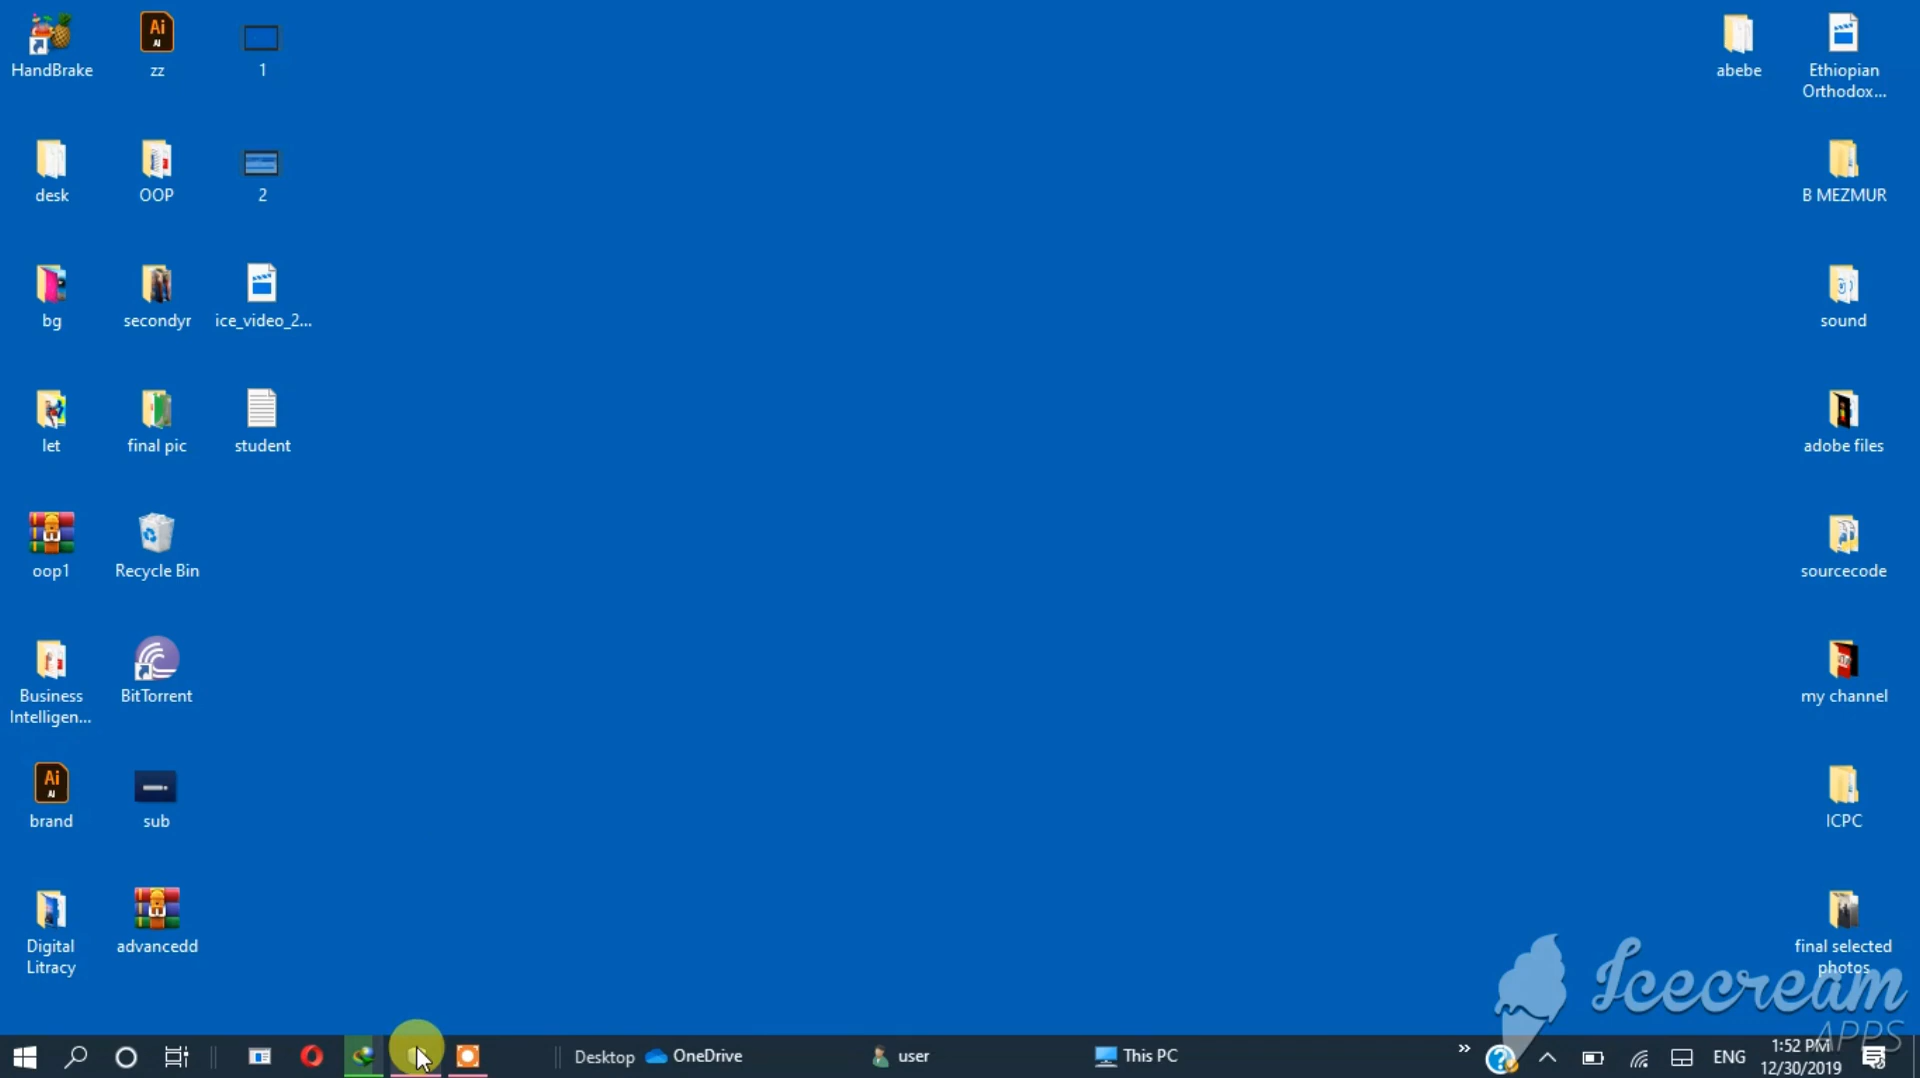 HandBrake
zz
1
desk
OOP
2
bg
secondyr
ice_video_2...
let
final pic
student
oop1
Recycle Bin
Business
Intelligen...
BitTorrent
brand
sub
Digital
Litracy
advancedd
abebe
Ethiopian
Orthodox...
B MEZMUR
sound
adobe files
sourcecode
my channel
ICPC
final selected
photos
Icecream
APPS
Desktop
OneDrive
user
This PC
ENG
1:52 PM
12/30/2019